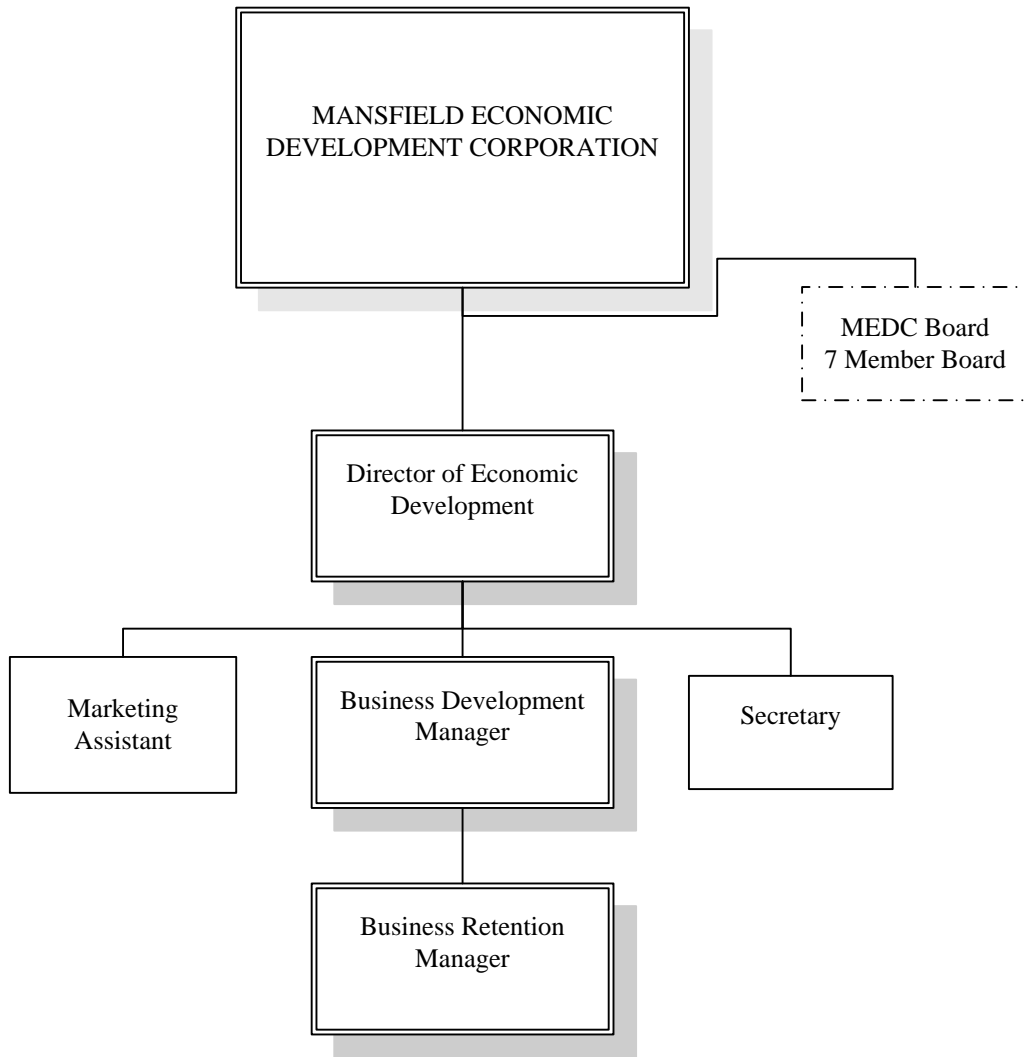 MANSFIELD ECONOMIC
DEVELOPMENT CORPORATION
MEDC Board
7 Member Board
Director of Economic
Development
Marketing
Assistant
Business Development
Manager
Secretary
Business Retention
Manager